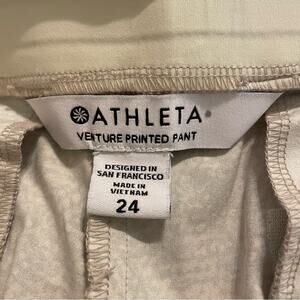 ATHLETA
VENTURE PRINTED PANT
DESIGNED IN
SAN FRANCISCO
MADE IN
VIETNAM
24